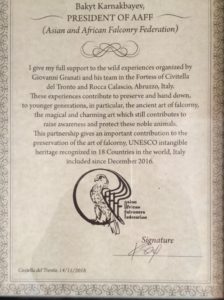 Bakyt Karnakbayev,
PRESIDENT OF AAFF
(Asian and African Falconry Federation)
I give my full support to the wild experiences organized by
Giovanni Granati and his team in the Fortess of Civitella
del Tronto and Rocca Calascio, Abruzzo, Italy.
These experiences contribute to preserve and hand down,
to younger generations, in particular, the ancient art of falconry,
the magical and charming art which still contributes to
raise awareness and protect these noble animals.
This partnership gives an important contribution to the
preservation of the art of falconry, UNESCO intangible
heritage recognized in 18 Countries in the world, Italy
included since December 2016.
asian
african
falconry
federation
Signature
Civitella del Tronto, 14/11/2018